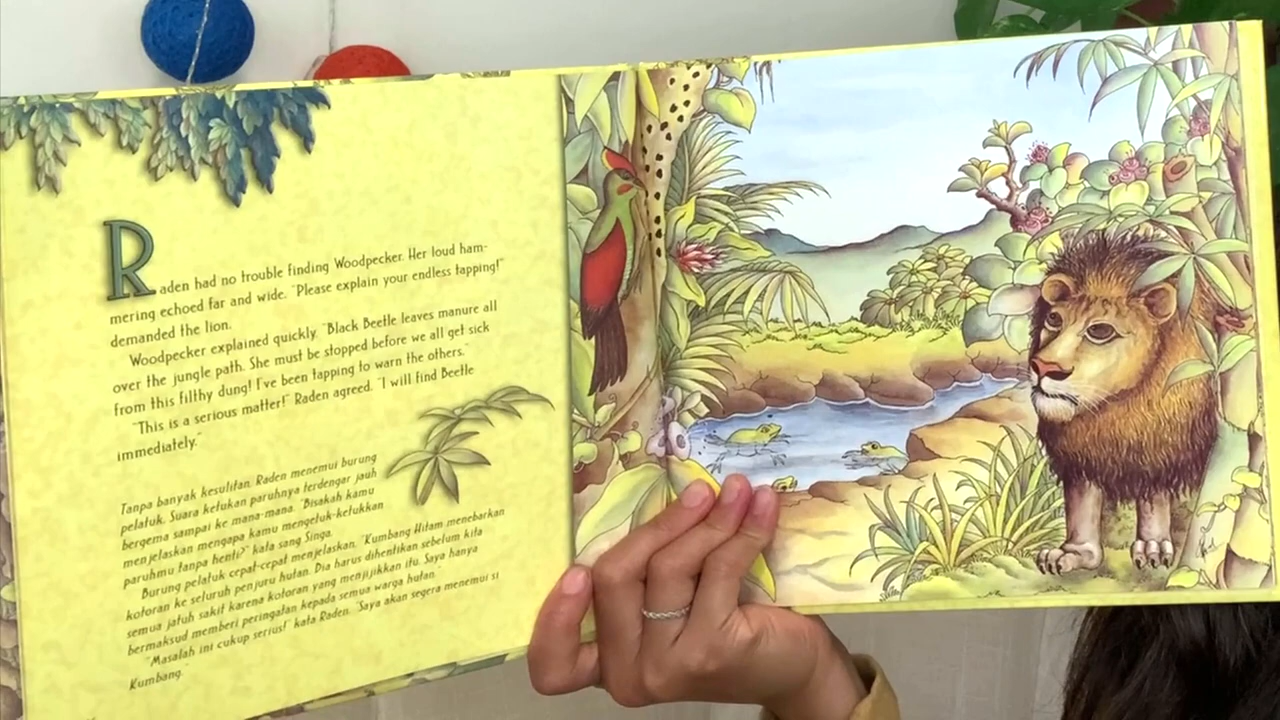 Raden had no trouble finding Woodpecker. Her loud ham-
mering echoed far and wide. "Please explain your endless tapping!"
demanded the lion.
Woodpecker explained quickly. "Black Beetle leaves manure all
over the jungle path. She must be stopped before we all get sick
from this filthy dung! I've been tapping to warn the others."
"This is a serious matter!" Raden agreed. "I will find Beetle
immediately."
Tanpa banyak kesulitan. Raden menemui burung
pelatuk. Suara ketukan paruhnya terdengar jauh
bergema sampai ke mana-mana. "Bisakah kamu
menjelaskan mengapa kamu mengetuk-ketukkan
paruhmu tanpa henti?" kata sang Singa.
Burung pelatuk cepat-cepat menjelaskan. "Kumbang Hitam menebarkan
kotoran ke seluruh penjuru hutan. Dia harus dihentikan sebelum kita
semua jatuh sakit karena kotoran yang menjijikkan itu. Saya hanya
bermaksud memberi peringatan kepada semua warga hutan."
"Masalah ini cukup serius!" kata Raden. "Saya akan segera menemui si
Kumbang."